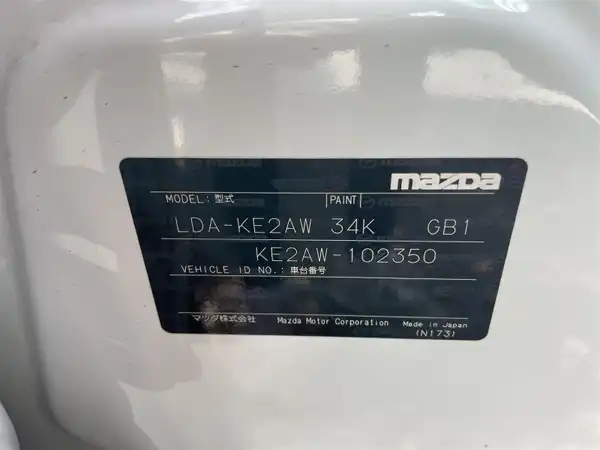 mazda
MODEL: 型式 PAINT
LDA-KE2AW 34K GB1
KE2AW-102350
VEHICLE ID NO.: 車台番号
マツダ株式会社 Mazda Motor Corporation Made in Japan
(N173)